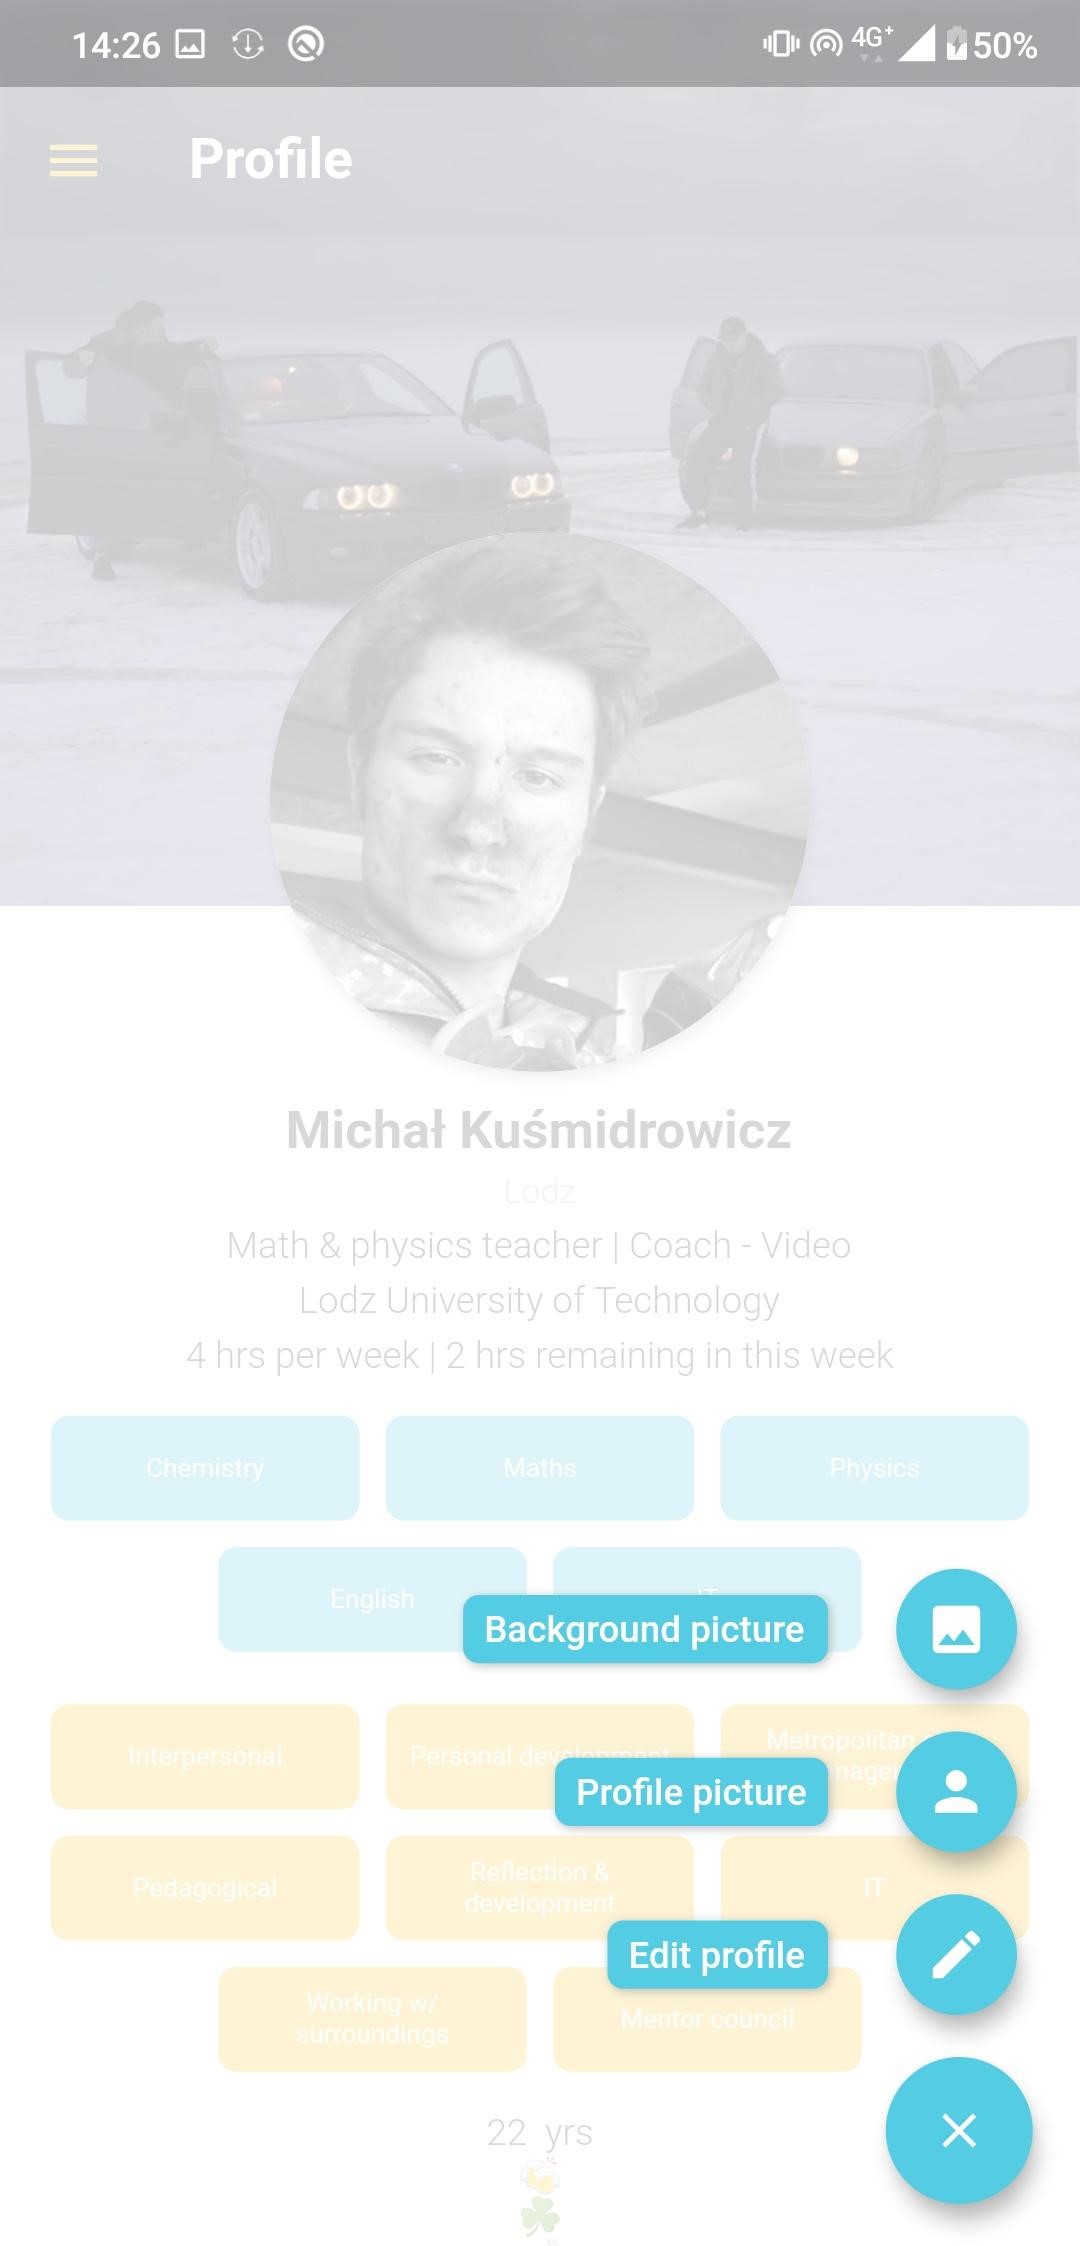 14:26
4G+
50%
Profile
Michał Kuśmidrowicz
Lodz
Math & physics teacher | Coach - Video
Lodz University of Technology
4 hrs per week | 2 hrs remaining in this week
Chemistry
Maths
Physics
English
IT
Background picture
Interpersonal
Personal development
Metropolitan
Profile picture
Pedagogical
Reflection &
development
IT
Edit profile
Working w/
surroundings
Mentor council
22 yrs